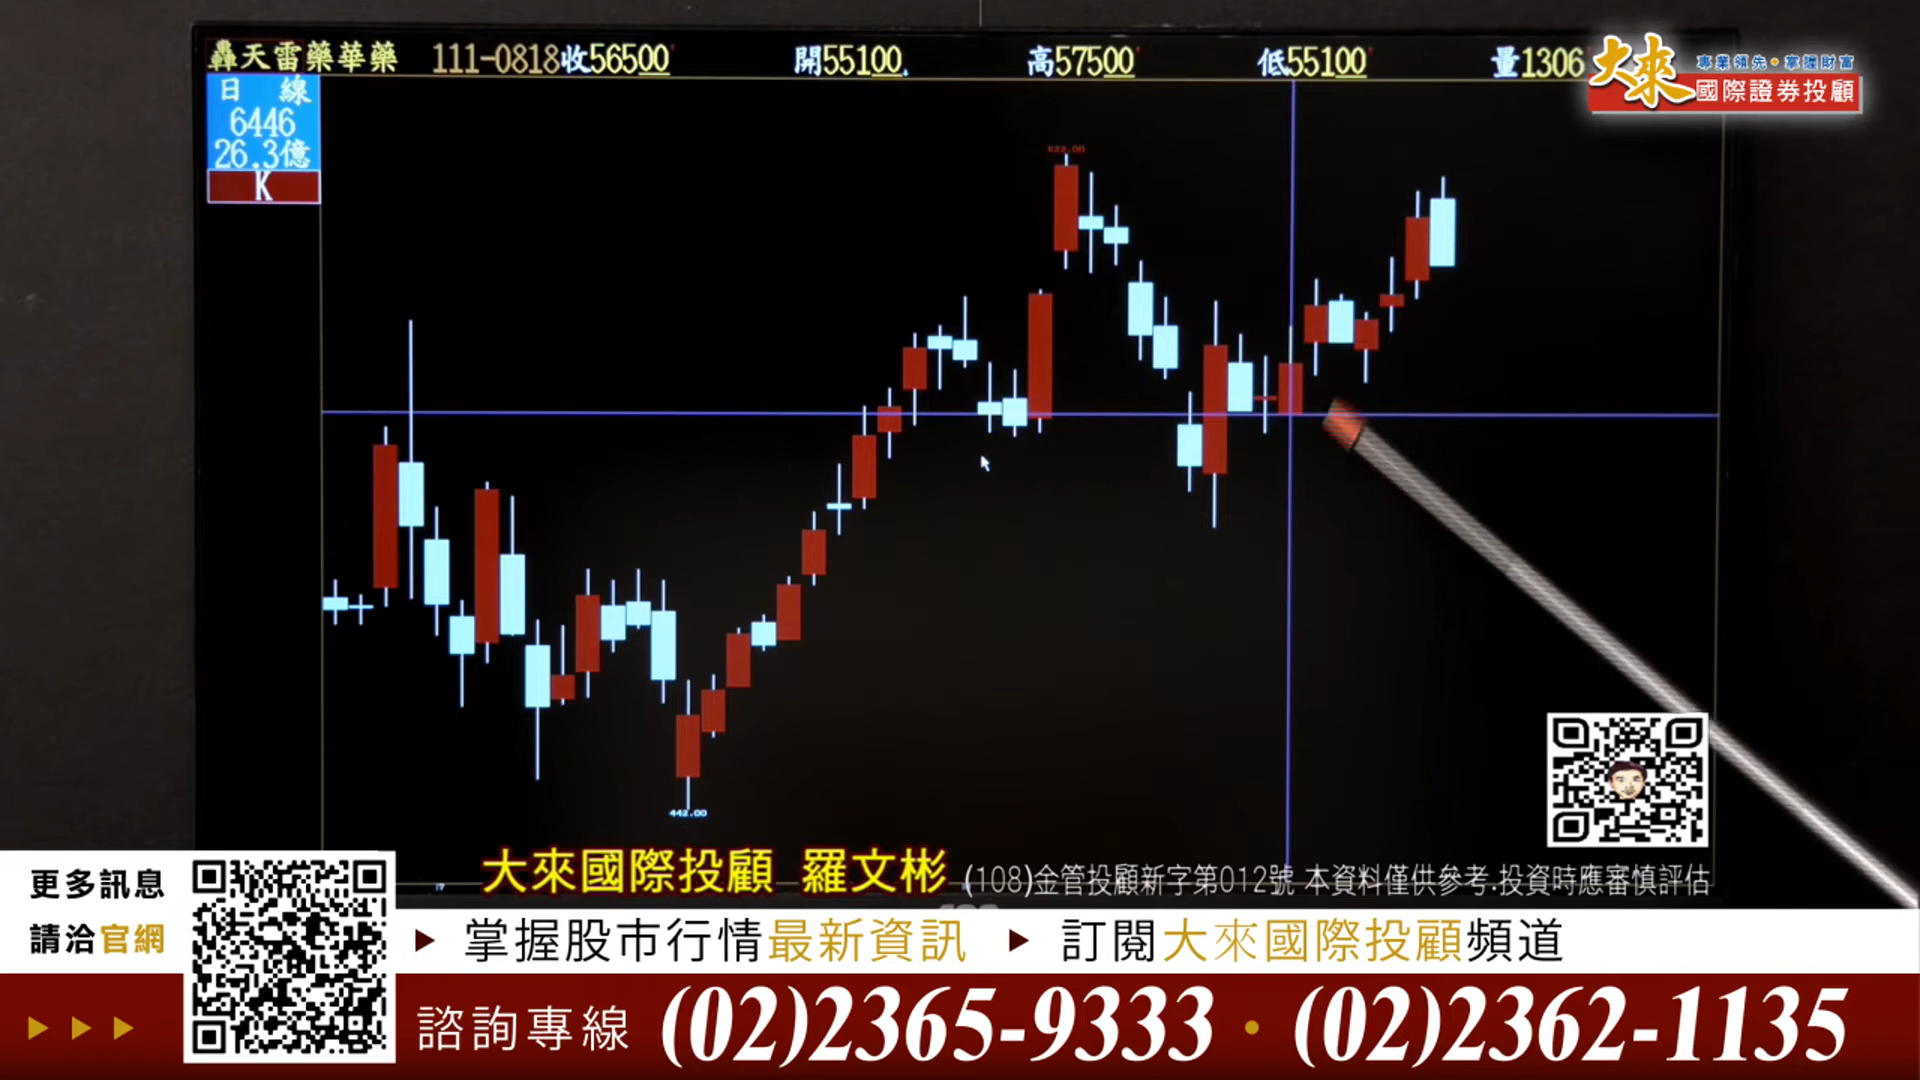 轟天雷藥華藥 111-0818收56500 開55100 高57500 低55100 量1306
日 線
6446
26.3億
K
大來 專業領先•掌握財富
國際證券投顧
622.00
442.00
大來國際投顧 羅文彬 (108)金管投顧新字第012號 本資料僅供參考.投資時應審慎評估
更多訊息
請洽官網
掌握股市行情最新資訊 訂閱大來國際投顧頻道
諮詢專線 (02)2365-9333・(02)2362-1135